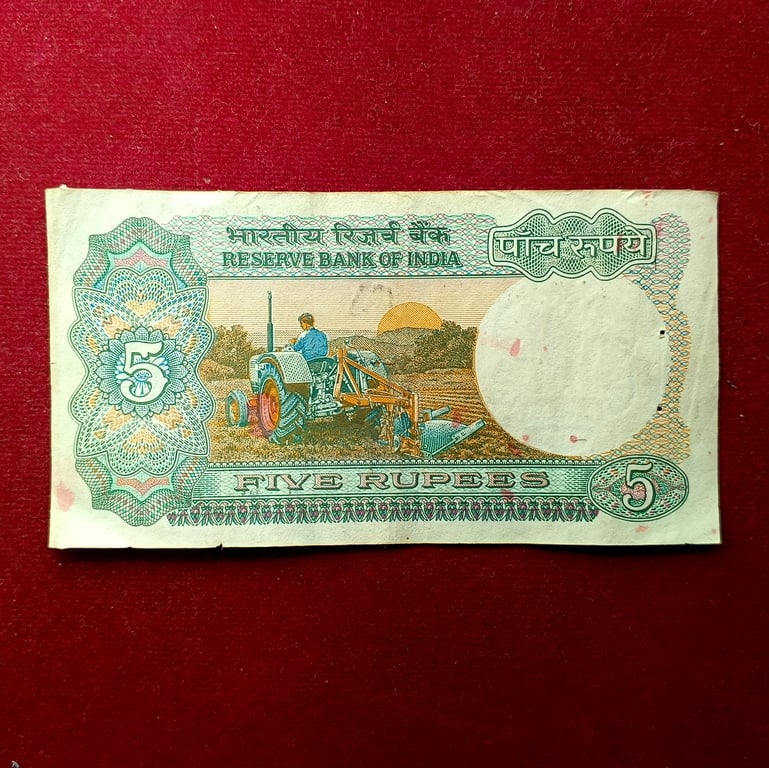 भारतीय रिज़र्व बैंक
RESERVE BANK OF INDIA
पाँच रुपये
5
FIVE RUPEES
5